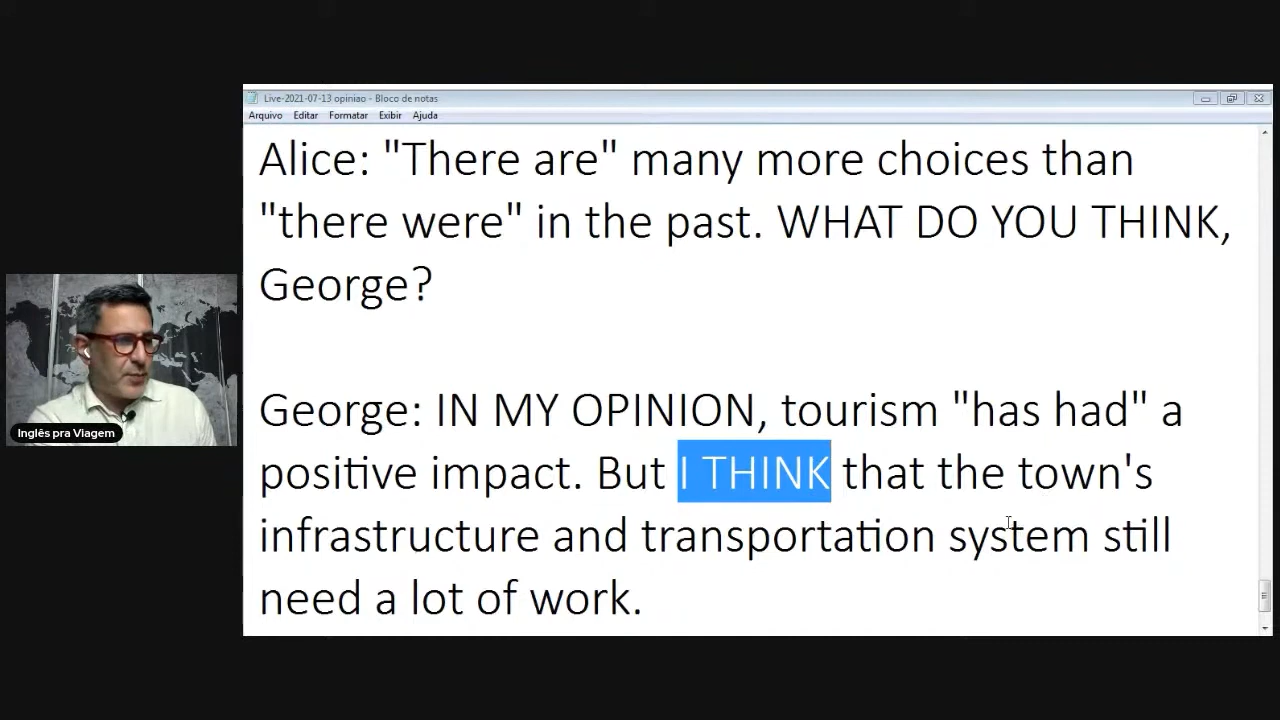 Live-2021-07-13 opiniao - Bloco de notas
Arquivo Editar Formatar Exibir Ajuda
Alice: "There are" many more choices than
"there were" in the past. WHAT DO YOU THINK,
George?
George: IN MY OPINION, tourism "has had" a
positive impact. But I THINK that the town's
infrastructure and transportation system still
need a lot of work.
Inglês pra Viagem